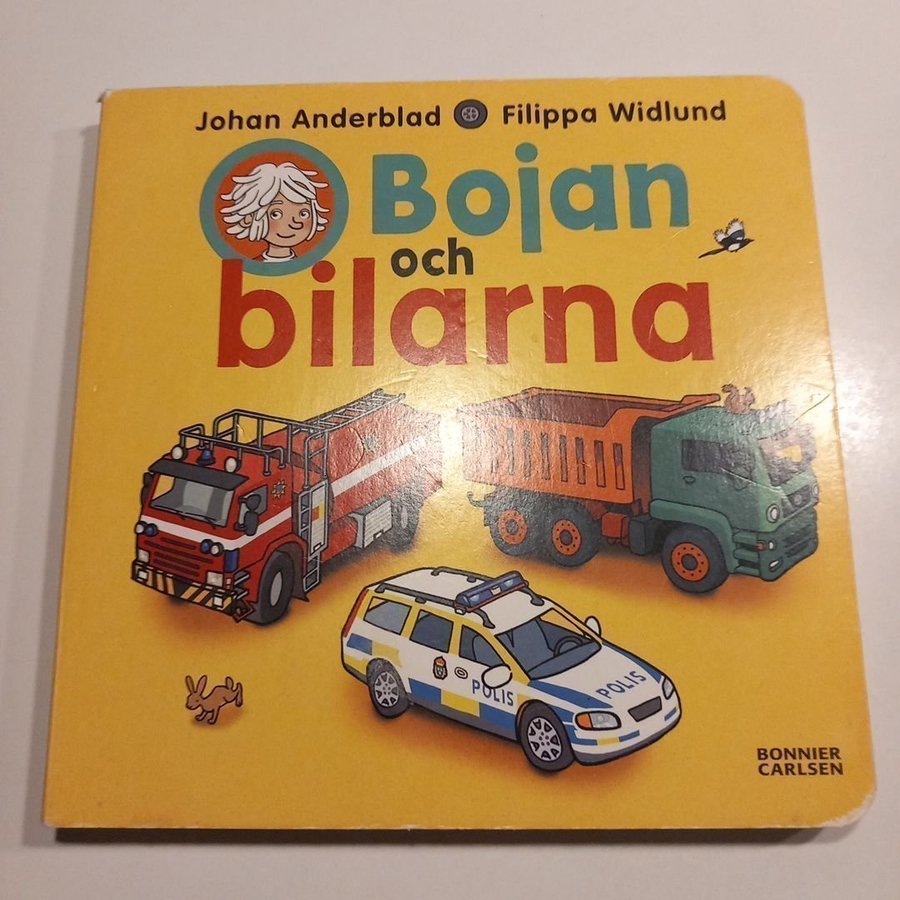 Johan Anderblad Filippa Widlund
Bojan
och
bilarna
POLIS
POLIS
BONNIER
CARLSEN